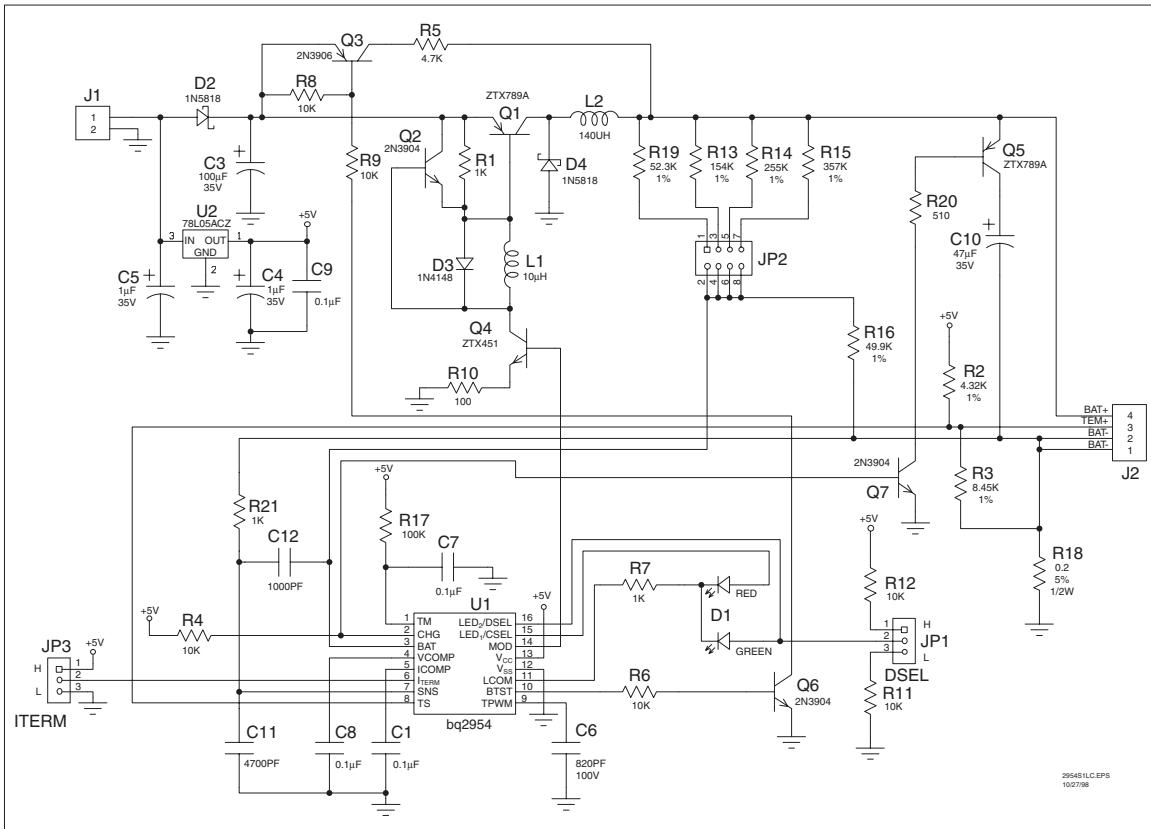 Q3
2N3906
R5
4.7K
D2
1N5818
R8
10K
J1
1
2
ZTX789A
Q1
L2
140UH
Q2
2N3904
R1
1K
D4
1N5818
C3
100µF
35V
R9
10K
R19
52.3K
1%
R13
154K
1%
R14
255K
1%
R15
357K
1%
Q5
ZTX789A
R20
510
C10
47µF
35V
U2
78L05ACZ
+5V
3
IN
OUT
GND
1
2
C5
1µF
35V
C4
1µF
35V
C9
0.1µF
D3
1N4148
L1
10µH
1
3
5
7
JP2
2
4
6
8
Q4
ZTX451
R10
100
R16
49.9K
1%
+5V
R2
4.32K
1%
BAT+
TEM+
BAT-
BAT-
4
3
2
1
J2
2N3904
Q7
R3
8.45K
1%
+5V
R17
100K
R21
1K
C12
1000PF
C7
0.1µF
R7
1K
RED
D1
GREEN
+5V
R12
10K
R18
0.2
5%
1/2W
+5V
R4
10K
U1
+5V
1 TM LED2/DSEL 16
2 CHG LED1/CSEL 15
3 BAT MOD 14
4 VCOMP VCC 13
5 ICOMP VSS 12
6 ITERM LCOM 11
7 SNS BTST 10
8 TS TPWM 9
bq2954
JP3
+5V
H
1
2
L
3
ITERM
1
H
2
3
L
JP1
DSEL
R6
10K
Q6
2N3904
R11
10K
C11
4700PF
C8
0.1µF
C1
0.1µF
C6
820PF
100V
2954S1LC.EPS
10/27/98